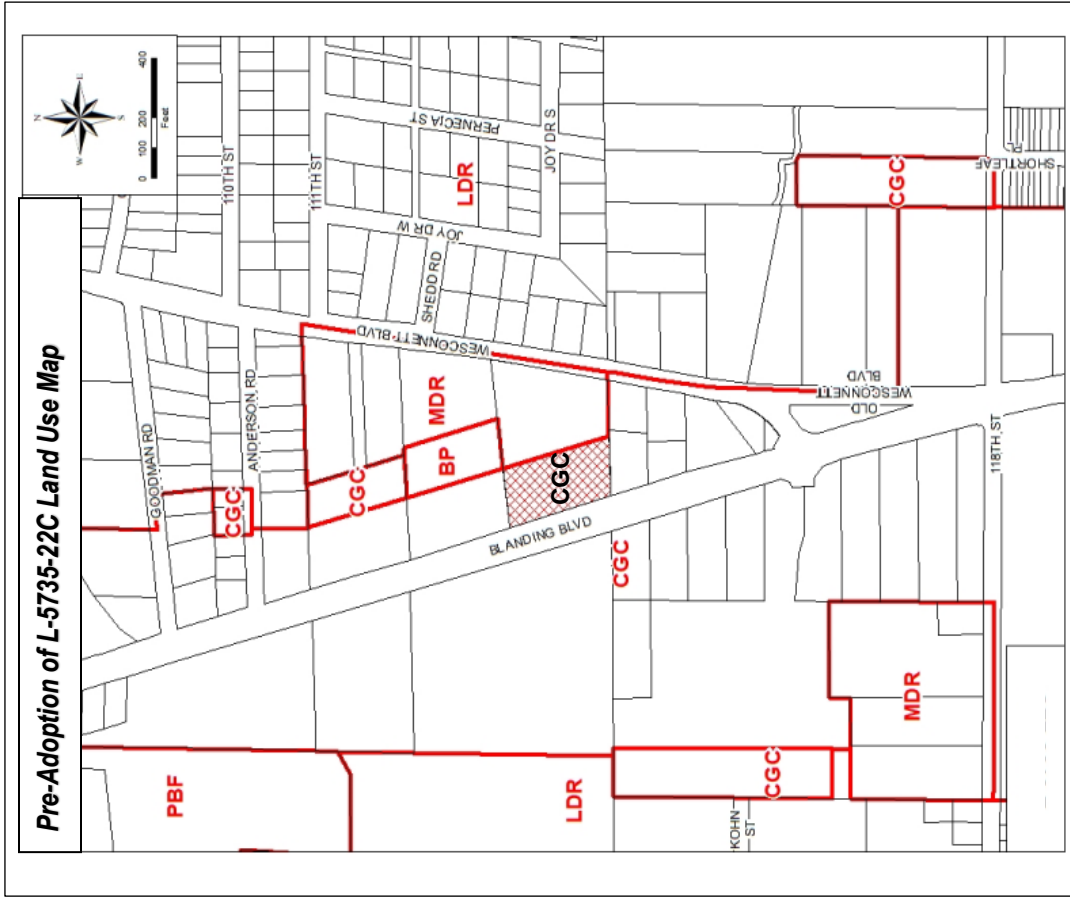 Pre-Adoption of L-5735-22C Land Use Map
N
W
E
S
0
100
200
400
Feet
110TH ST
111TH ST
PERNECIA ST
JOY DR S
LDR
JOY DR W
SHEDD RD
GOODMAN RD
ANDERSON RD
CGC
WESCONNETT BLVD
MDR
BP
CGC
CGC
BLANDING BLVD
CGC
PBF
LDR
CGC
KOHN
ST
MDR
OLD
WESCONNETT
BLVD
118TH ST
CGC
SHORTLEAF
PL